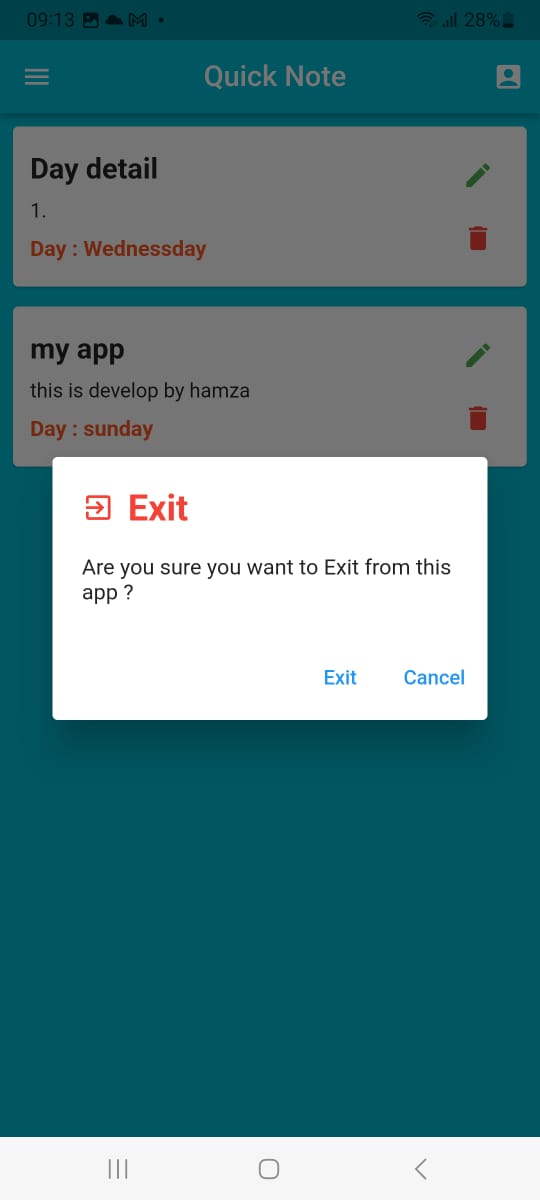 09:13
28%
Quick Note
Day detail
1.
Day : Wednessday
my app
this is develop by hamza
Day : sunday
Exit
Are you sure you want to Exit from this
app ?
Exit Cancel